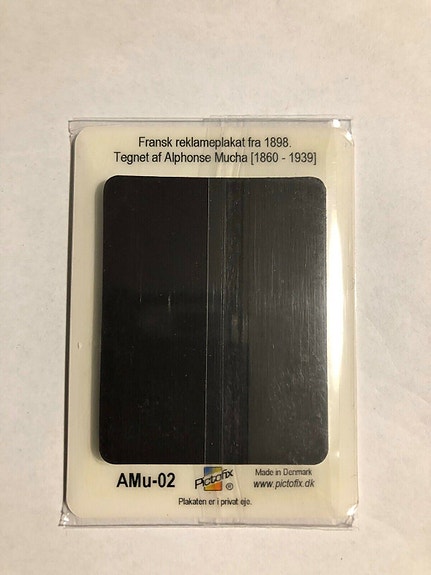 Fransk reklameplakat fra 1898.
Tegnet af Alphonse Mucha [1860 - 1939]
AMu-02
Pictofix ®
Made in Denmark
www.pictofix.dk
Plakaten er i privat eje.